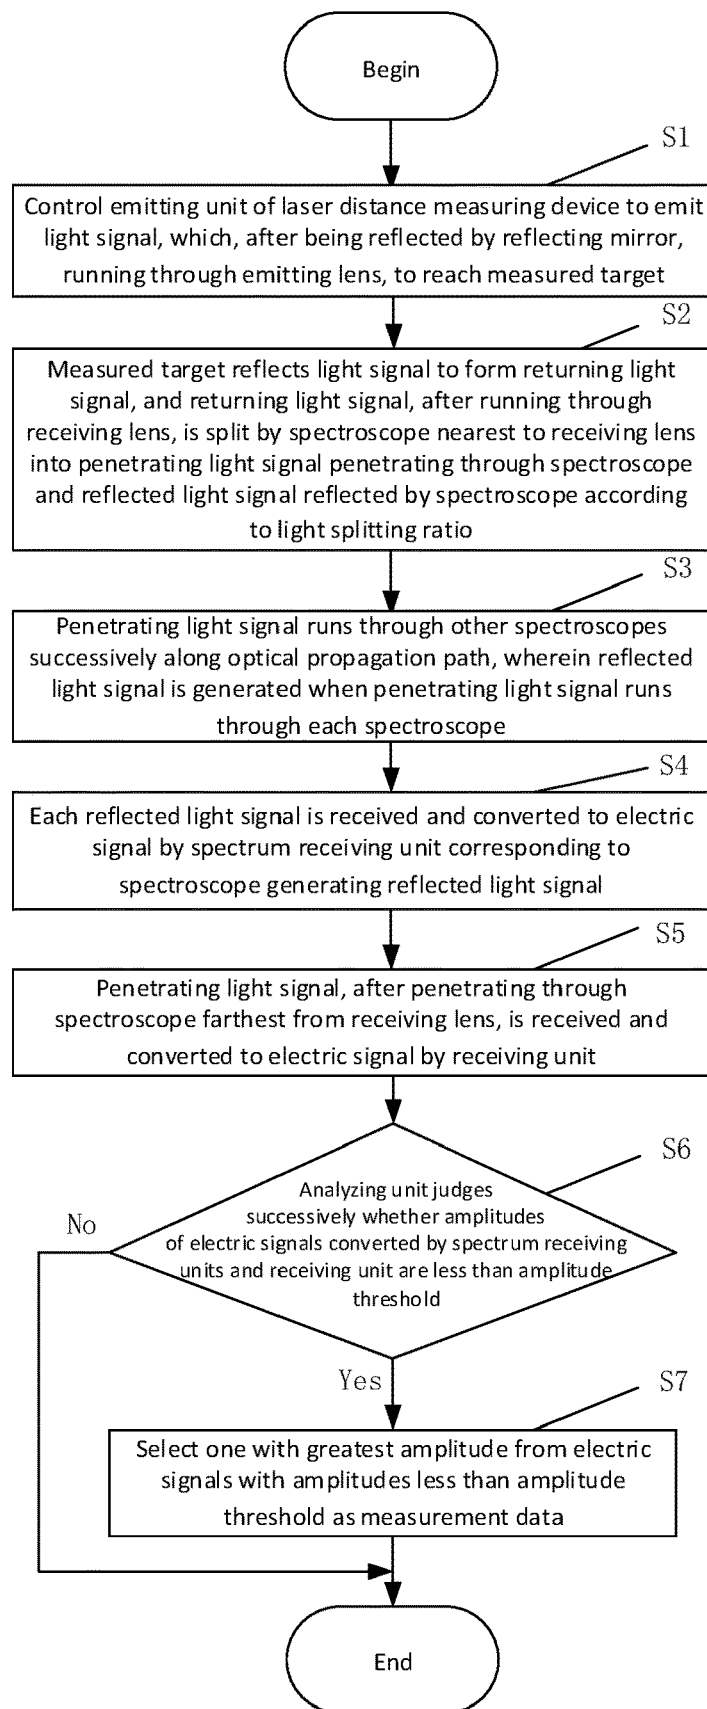 Begin
S1
Control emitting unit of laser distance measuring device to emit
light signal, which, after being reflected by reflecting mirror,
running through emitting lens, to reach measured target
S2
Measured target reflects light signal to form returning light
signal, and returning light signal, after running through
receiving lens, is split by spectroscope nearest to receiving lens
into penetrating light signal penetrating through spectroscope
and reflected light signal reflected by spectroscope according
to light splitting ratio
S3
Penetrating light signal runs through other spectroscopes
successively along optical propagation path, wherein reflected
light signal is generated when penetrating light signal runs
through each spectroscope
S4
Each reflected light signal is received and converted to electric
signal by spectrum receiving unit corresponding to
spectroscope generating reflected light signal
S5
Penetrating light signal, after penetrating through
spectroscope farthest from receiving lens, is received and
converted to electric signal by receiving unit
S6
Analyzing unit judges
successively whether amplitudes
of electric signals converted by spectrum receiving
units and receiving unit are less than amplitude
threshold
No
Yes
S7
Select one with greatest amplitude from electric
signals with amplitudes less than amplitude
threshold as measurement data
End